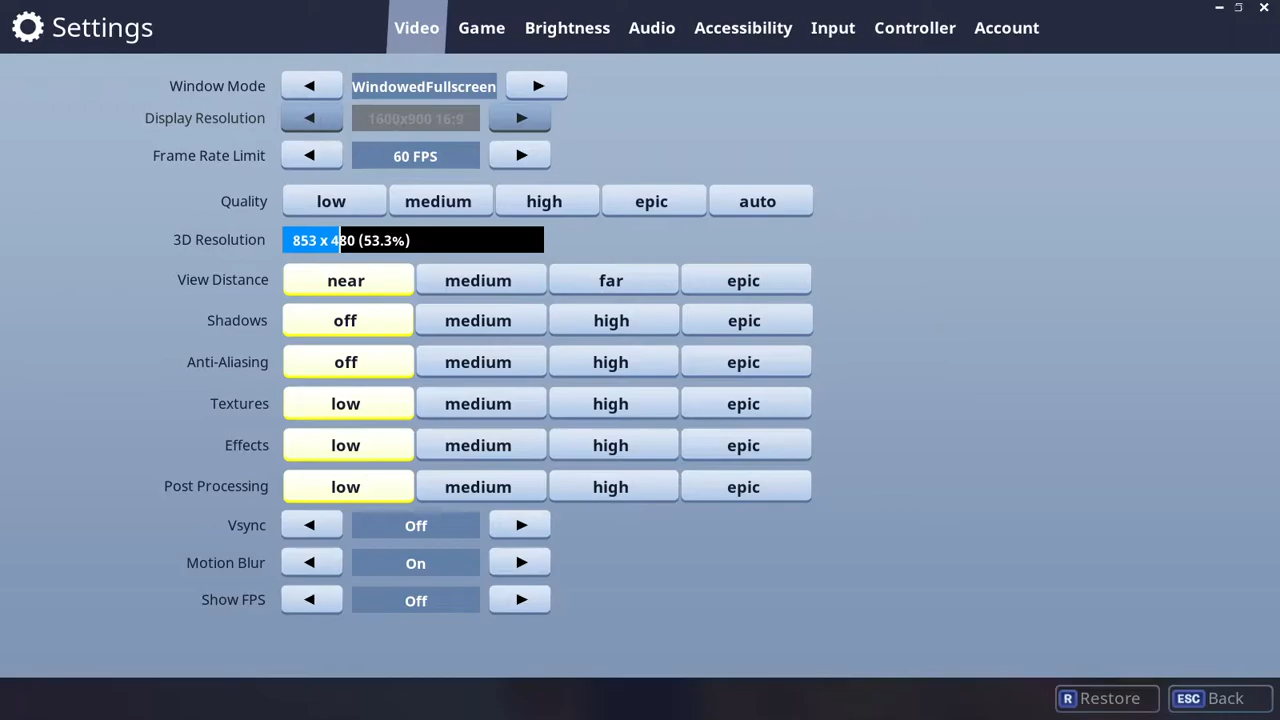 Settings Video Game Brightness Audio Accessibility Input Controller Account
Window Mode WindowedFullscreen
Display Resolution 1600x900 16:9
Frame Rate Limit 60 FPS
Quality low medium high epic auto
3D Resolution 853 x 480 (53.3%)
View Distance near medium far epic
Shadows off medium high epic
Anti-Aliasing off medium high epic
Textures low medium high epic
Effects low medium high epic
Post Processing low medium high epic
Vsync Off
Motion Blur On
Show FPS Off
R Restore ESC Back